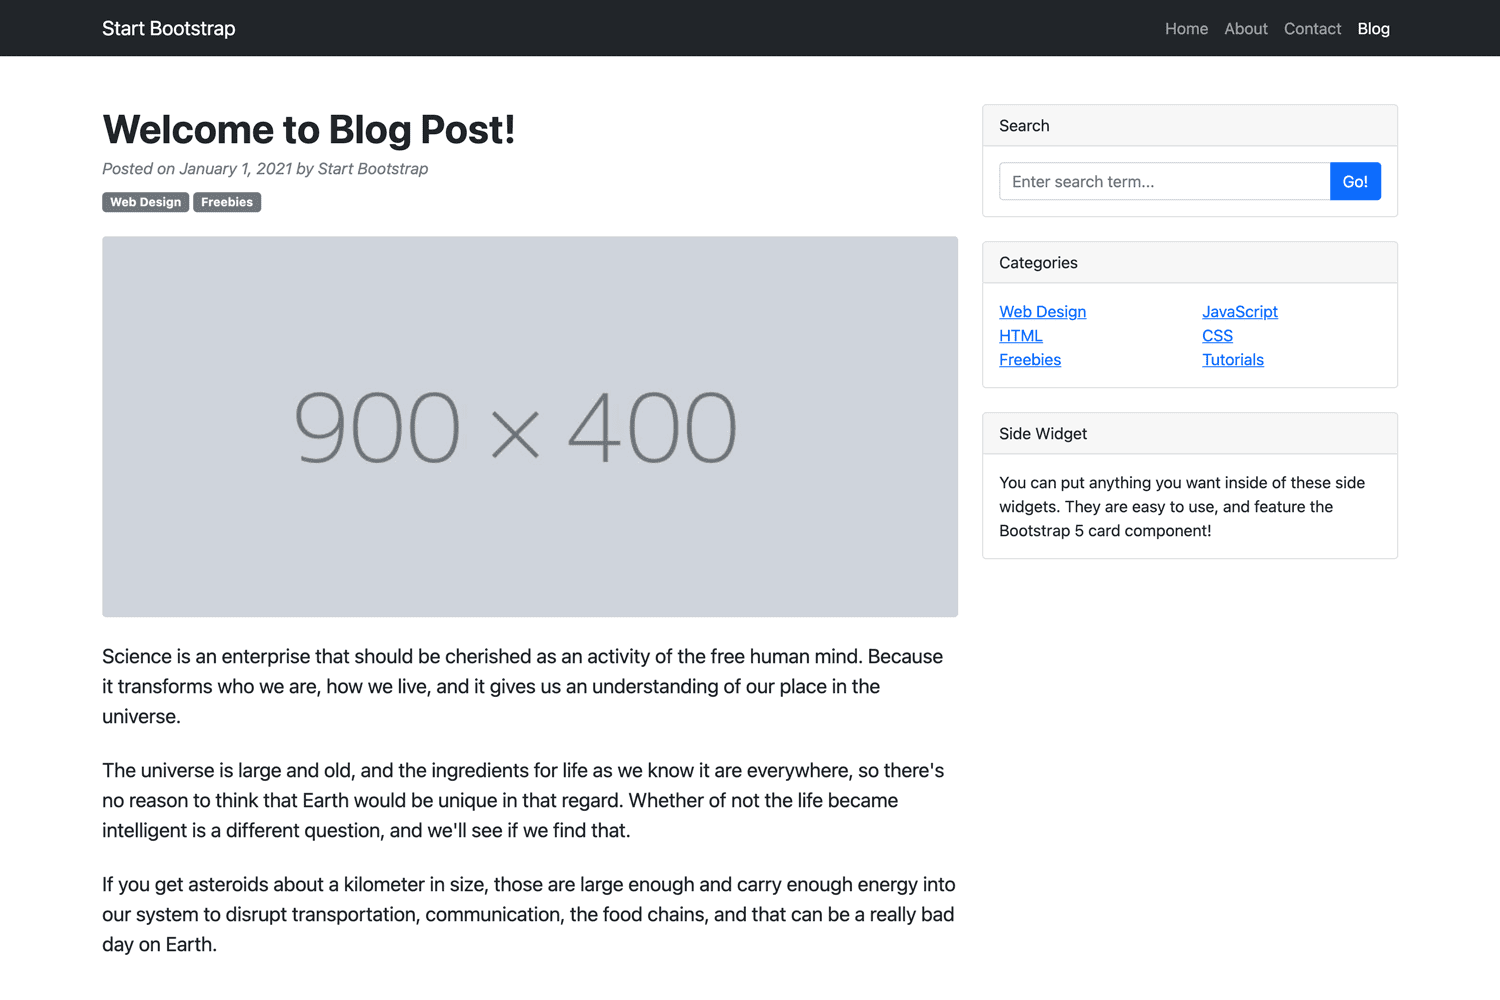 Start Bootstrap
Home About Contact Blog
Welcome to Blog Post!
Posted on January 1, 2021 by Start Bootstrap
Web Design Freebies
900 × 400
Science is an enterprise that should be cherished as an activity of the free human mind. Because
it transforms who we are, how we live, and it gives us an understanding of our place in the
universe.
The universe is large and old, and the ingredients for life as we know it are everywhere, so there's
no reason to think that Earth would be unique in that regard. Whether of not the life became
intelligent is a different question, and we'll see if we find that.
If you get asteroids about a kilometer in size, those are large enough and carry enough energy into
our system to disrupt transportation, communication, the food chains, and that can be a really bad
day on Earth.
Search
Enter search term... Go!
Categories
Web Design JavaScript
HTML CSS
Freebies Tutorials
Side Widget
You can put anything you want inside of these side
widgets. They are easy to use, and feature the
Bootstrap 5 card component!